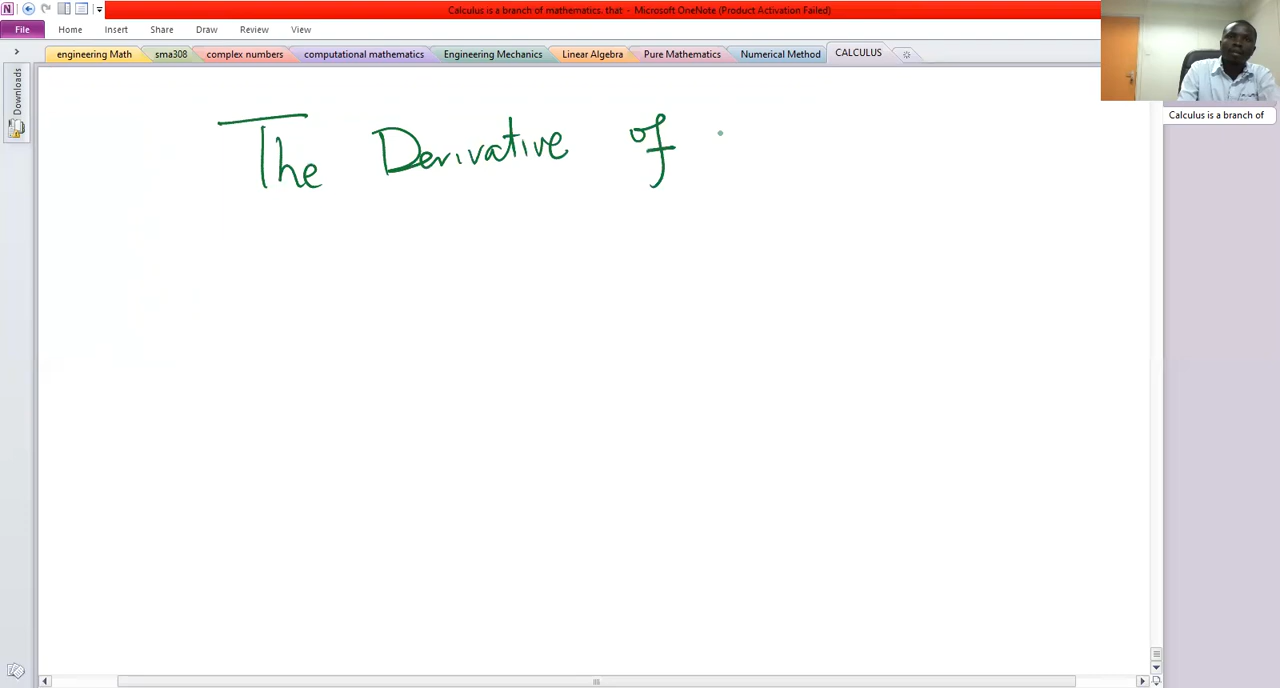 Calculus is a branch of mathematics. that - Microsoft OneNote (Product Activation Failed)
File Home Insert Share Draw Review View
engineering Math sma308 complex numbers computational mathematics Engineering Mechanics Linear Algebra Pure Mathematics Numerical Method CALCULUS
Downloads
Calculus is a branch of
The Derivative of